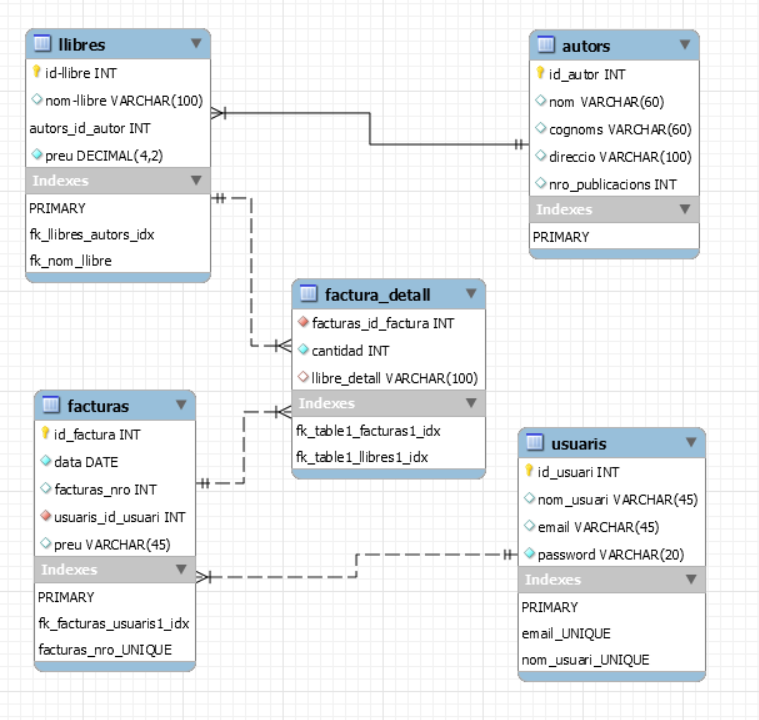 llibres
id-llibre INT
nom-llibre VARCHAR(100)
autors_id_autor INT
preu DECIMAL(4,2)
Indexes
PRIMARY
fk_llibres_autors_idx
fk_nom_llibre
autors
id_autor INT
nom VARCHAR(60)
cognoms VARCHAR(60)
direccio VARCHAR(100)
nro_publicacions INT
Indexes
PRIMARY
factura_detall
facturas_id_factura INT
cantidad INT
llibre_detall VARCHAR(100)
Indexes
fk_table1_facturas1_idx
fk_table1_llibres1_idx
facturas
id_factura INT
data DATE
facturas_nro INT
usuaris_id_usuari INT
preu VARCHAR(45)
Indexes
PRIMARY
fk_facturas_usuaris1_idx
facturas_nro_UNIQUE
usuaris
id_usuari INT
nom_usuari VARCHAR(45)
email VARCHAR(45)
password VARCHAR(20)
Indexes
PRIMARY
email_UNIQUE
nom_usuari_UNIQUE